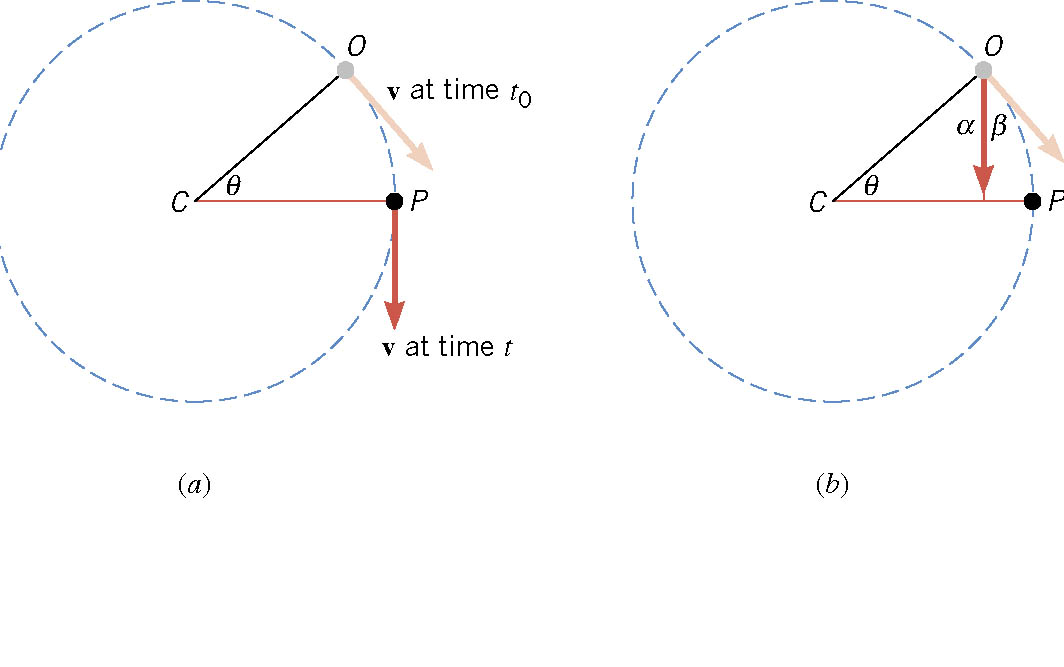 O
v at time t0
θ
C
P
v at time t
(a)
O
α β
θ
C
P
(b)